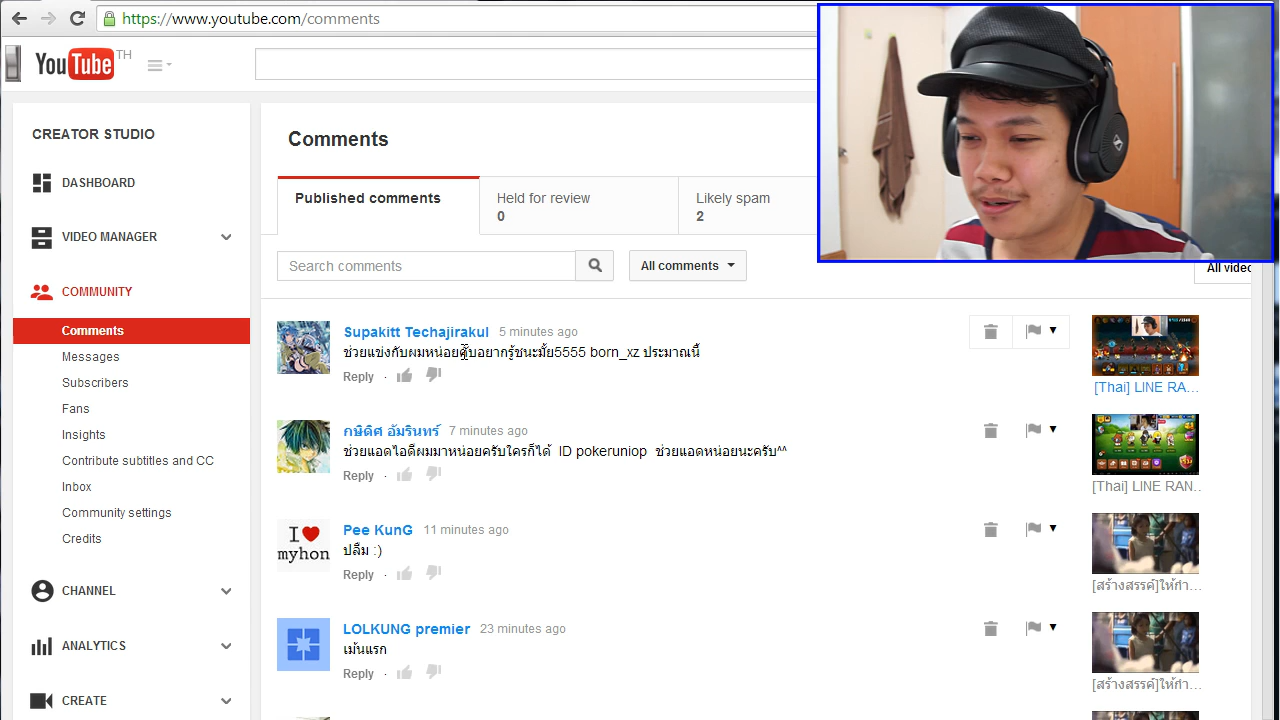 https://www.youtube.com/comments
YouTube TH
CREATOR STUDIO
DASHBOARD
VIDEO MANAGER
COMMUNITY
Comments
Messages
Subscribers
Fans
Insights
Contribute subtitles and CC
Inbox
Community settings
Credits
CHANNEL
ANALYTICS
CREATE
Comments
Published comments
Held for review
0
Likely spam
2
Search comments
All comments
All video
Supakitt Techajirakul 5 minutes ago
ช่วยแข่งกับผมหน่อยคับอยากรู้ชนะมั้ย5555 born_xz ประมาณนี้
Reply
[Thai] LINE RA...
กษิดิศ อัมรินทร์ 7 minutes ago
ช่วยแอดไอดีผมมาหน่อยครับใครก็ได้ ID pokeruniop ช่วยแอดหน่อยนะครับ^^
Reply
[Thai] LINE RAN...
I ♥
myhon
Pee KunG 11 minutes ago
ปลื้ม :)
Reply
[สร้างสรรค์]ให้กำ...
LOLKUNG premier 23 minutes ago
เม้นแรก
Reply
[สร้างสรรค์]ให้กำ...